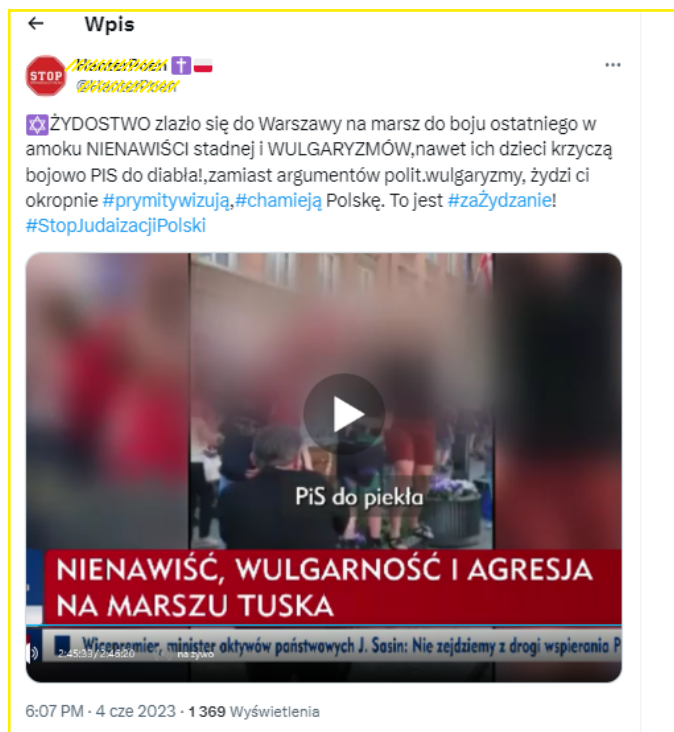 Wpis
STOP
ŻYDOSTWO zlazło się do Warszawy na marsz do boju ostatniego w
amoku NIENAWIŚCI stadnej i WULGARYZMÓW,nawet ich dzieci krzyczą
bojowo PIS do diabła!,zamiast argumentów polit.wulgaryzmy, żydzi ci
okropnie #prymitywizują,#chamieją Polskę. To jest #zaŻydzanie!
#StopJudaizacjiPolski
PiS do piekła
NIENAWIŚĆ, WULGARNOŚĆ I AGRESJA
NA MARSZU TUSKA
Wicepremier, minister aktywów państwowych J. Sasin: Nie zejdziemy z drogi wspierania P
na żywo
6:07 PM · 4 cze 2023 · 1 369 Wyświetlenia